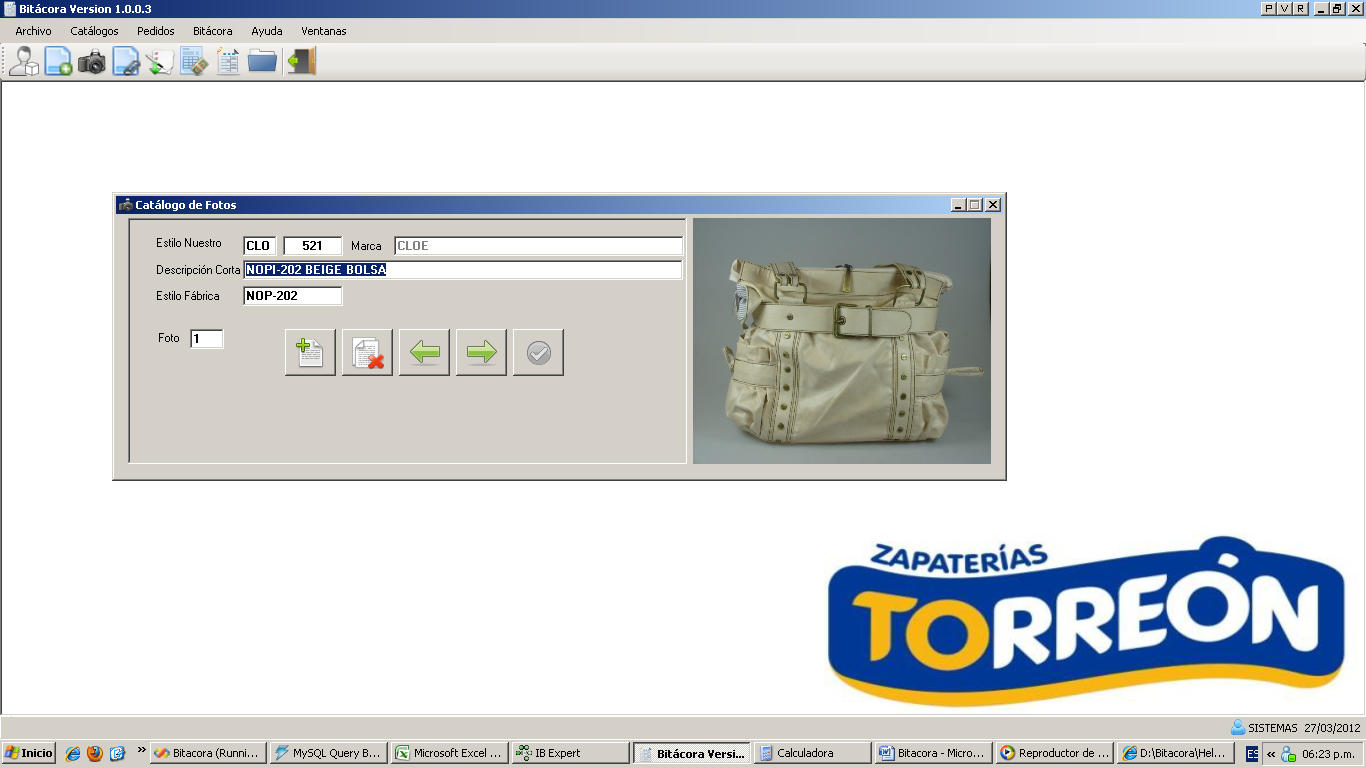 Bitácora Version 1.0.0.3
P V R
Archivo Catálogos Pedidos Bitácora Ayuda Ventanas
Catálogo de Fotos
Estilo Nuestro CLO 521 Marca CLOE
Descripción Corta NOPI-202 BEIGE BOLSA
Estilo Fábrica NOP-202
Foto 1
ZAPATERÍAS
TORREÓN
SISTEMAS 27/03/2012
Inicio » Bitacora (Runni... MySQL Query B... Microsoft Excel ... IB Expert Bitácora Versi... Calculadora Bitacora - Micro... Reproductor de ... D:\Bitacora\Hel... ES « 06:23 p.m.